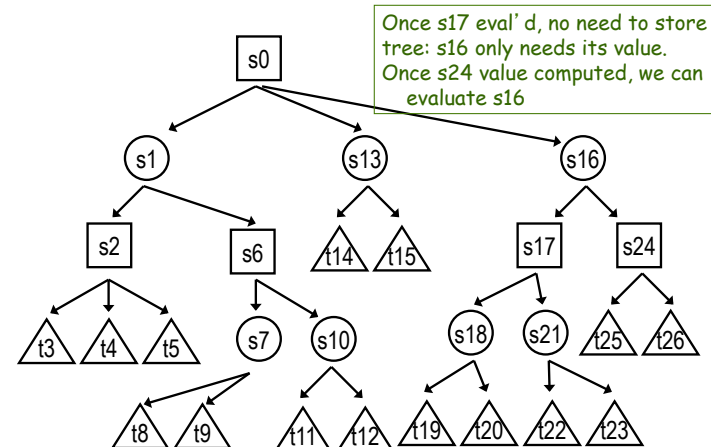 Once s17 eval'd, no need to store
tree: s16 only needs its value.
Once s24 value computed, we can
evaluate s16
s0
s1
s13
s16
s2
s6
t14
t15
s17
s24
t3
t4
t5
s7
s10
s18
s21
t25
t26
t8
t9
t11
t12
t19
t20
t22
t23